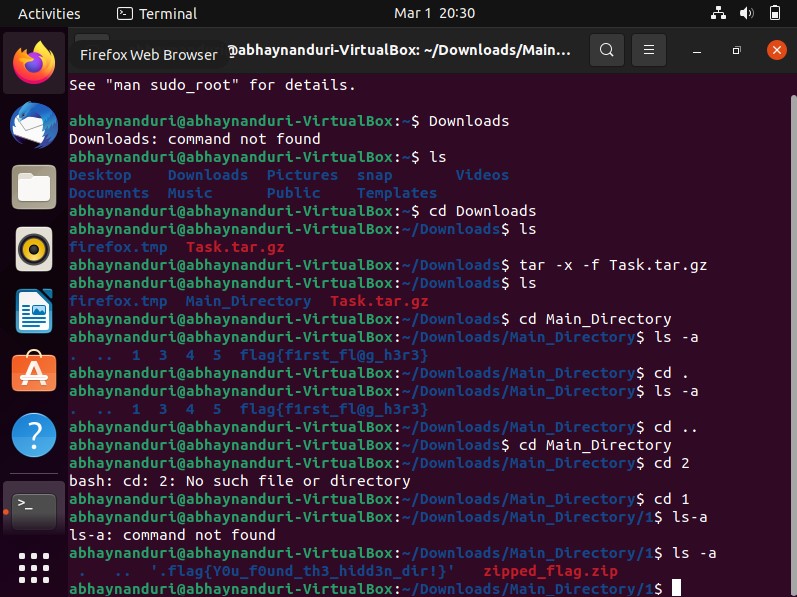 Activities Terminal Mar 1 20:30
Firefox Web Browser @abhaynanduri-VirtualBox: ~/Downloads/Main...
See "man sudo_root" for details.
abhaynanduri@abhaynanduri-VirtualBox:~$ Downloads
Downloads: command not found
abhaynanduri@abhaynanduri-VirtualBox:~$ ls
Desktop Downloads Pictures snap Videos
Documents Music Public Templates
abhaynanduri@abhaynanduri-VirtualBox:~$ cd Downloads
abhaynanduri@abhaynanduri-VirtualBox:~/Downloads$ ls
firefox.tmp Task.tar.gz
abhaynanduri@abhaynanduri-VirtualBox:~/Downloads$ tar -x -f Task.tar.gz
abhaynanduri@abhaynanduri-VirtualBox:~/Downloads$ ls
firefox.tmp Main_Directory Task.tar.gz
abhaynanduri@abhaynanduri-VirtualBox:~/Downloads$ cd Main_Directory
abhaynanduri@abhaynanduri-VirtualBox:~/Downloads/Main_Directory$ ls -a
. .. 1 3 4 5 flag{first_fl@g_h3r3}
abhaynanduri@abhaynanduri-VirtualBox:~/Downloads/Main_Directory$ cd .
abhaynanduri@abhaynanduri-VirtualBox:~/Downloads/Main_Directory$ ls -a
. .. 1 3 4 5 flag{first_fl@g_h3r3}
abhaynanduri@abhaynanduri-VirtualBox:~/Downloads/Main_Directory$ cd ..
abhaynanduri@abhaynanduri-VirtualBox:~/Downloads$ cd Main_Directory
abhaynanduri@abhaynanduri-VirtualBox:~/Downloads/Main_Directory$ cd 2
bash: cd: 2: No such file or directory
abhaynanduri@abhaynanduri-VirtualBox:~/Downloads/Main_Directory$ cd 1
abhaynanduri@abhaynanduri-VirtualBox:~/Downloads/Main_Directory/1$ ls-a
ls-a: command not found
abhaynanduri@abhaynanduri-VirtualBox:~/Downloads/Main_Directory/1$ ls -a
. .. '.flag{Y0u_f0und_th3_hidd3n_dir!}' zipped_flag.zip
abhaynanduri@abhaynanduri-VirtualBox:~/Downloads/Main_Directory/1$